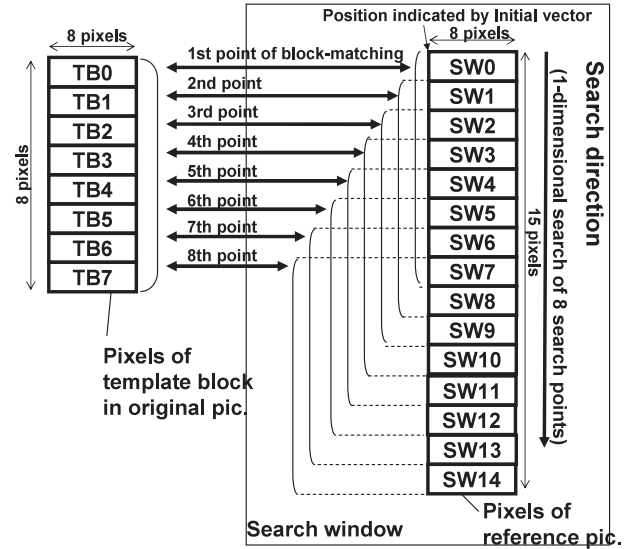 Position indicated by Initial vector
8 pixels
8 pixels
1st point of block-matching
2nd point
3rd point
4th point
5th point
6th point
7th point
8th point
TB0
TB1
TB2
TB3
TB4
TB5
TB6
TB7
8 pixels
SW0
SW1
SW2
SW3
SW4
SW5
SW6
SW7
SW8
SW9
SW10
SW11
SW12
SW13
SW14
15 pixels
Search direction
(1-dimensional search of 8 search points)
Pixels of
template block
in original pic.
Search window
Pixels of
reference pic.